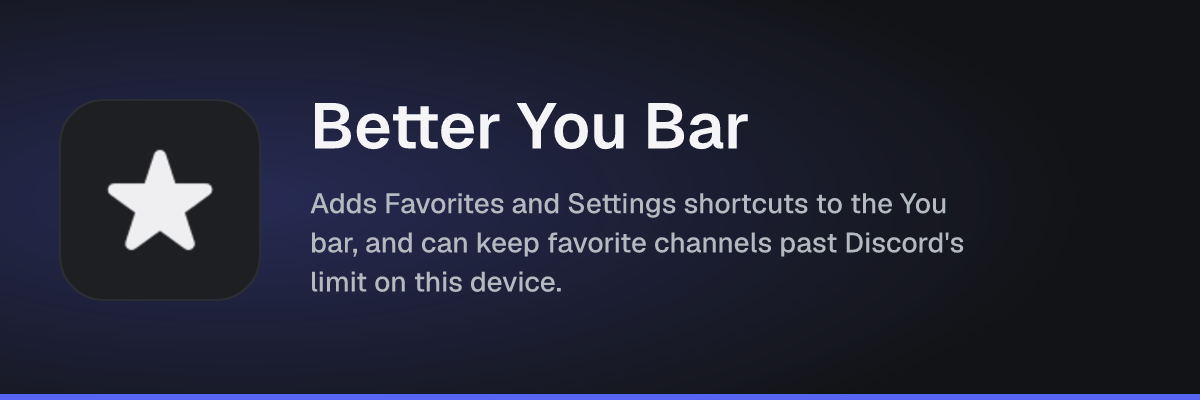 Better You Bar
Adds Favorites and Settings shortcuts to the You
bar, and can keep favorite channels past Discord's
limit on this device.